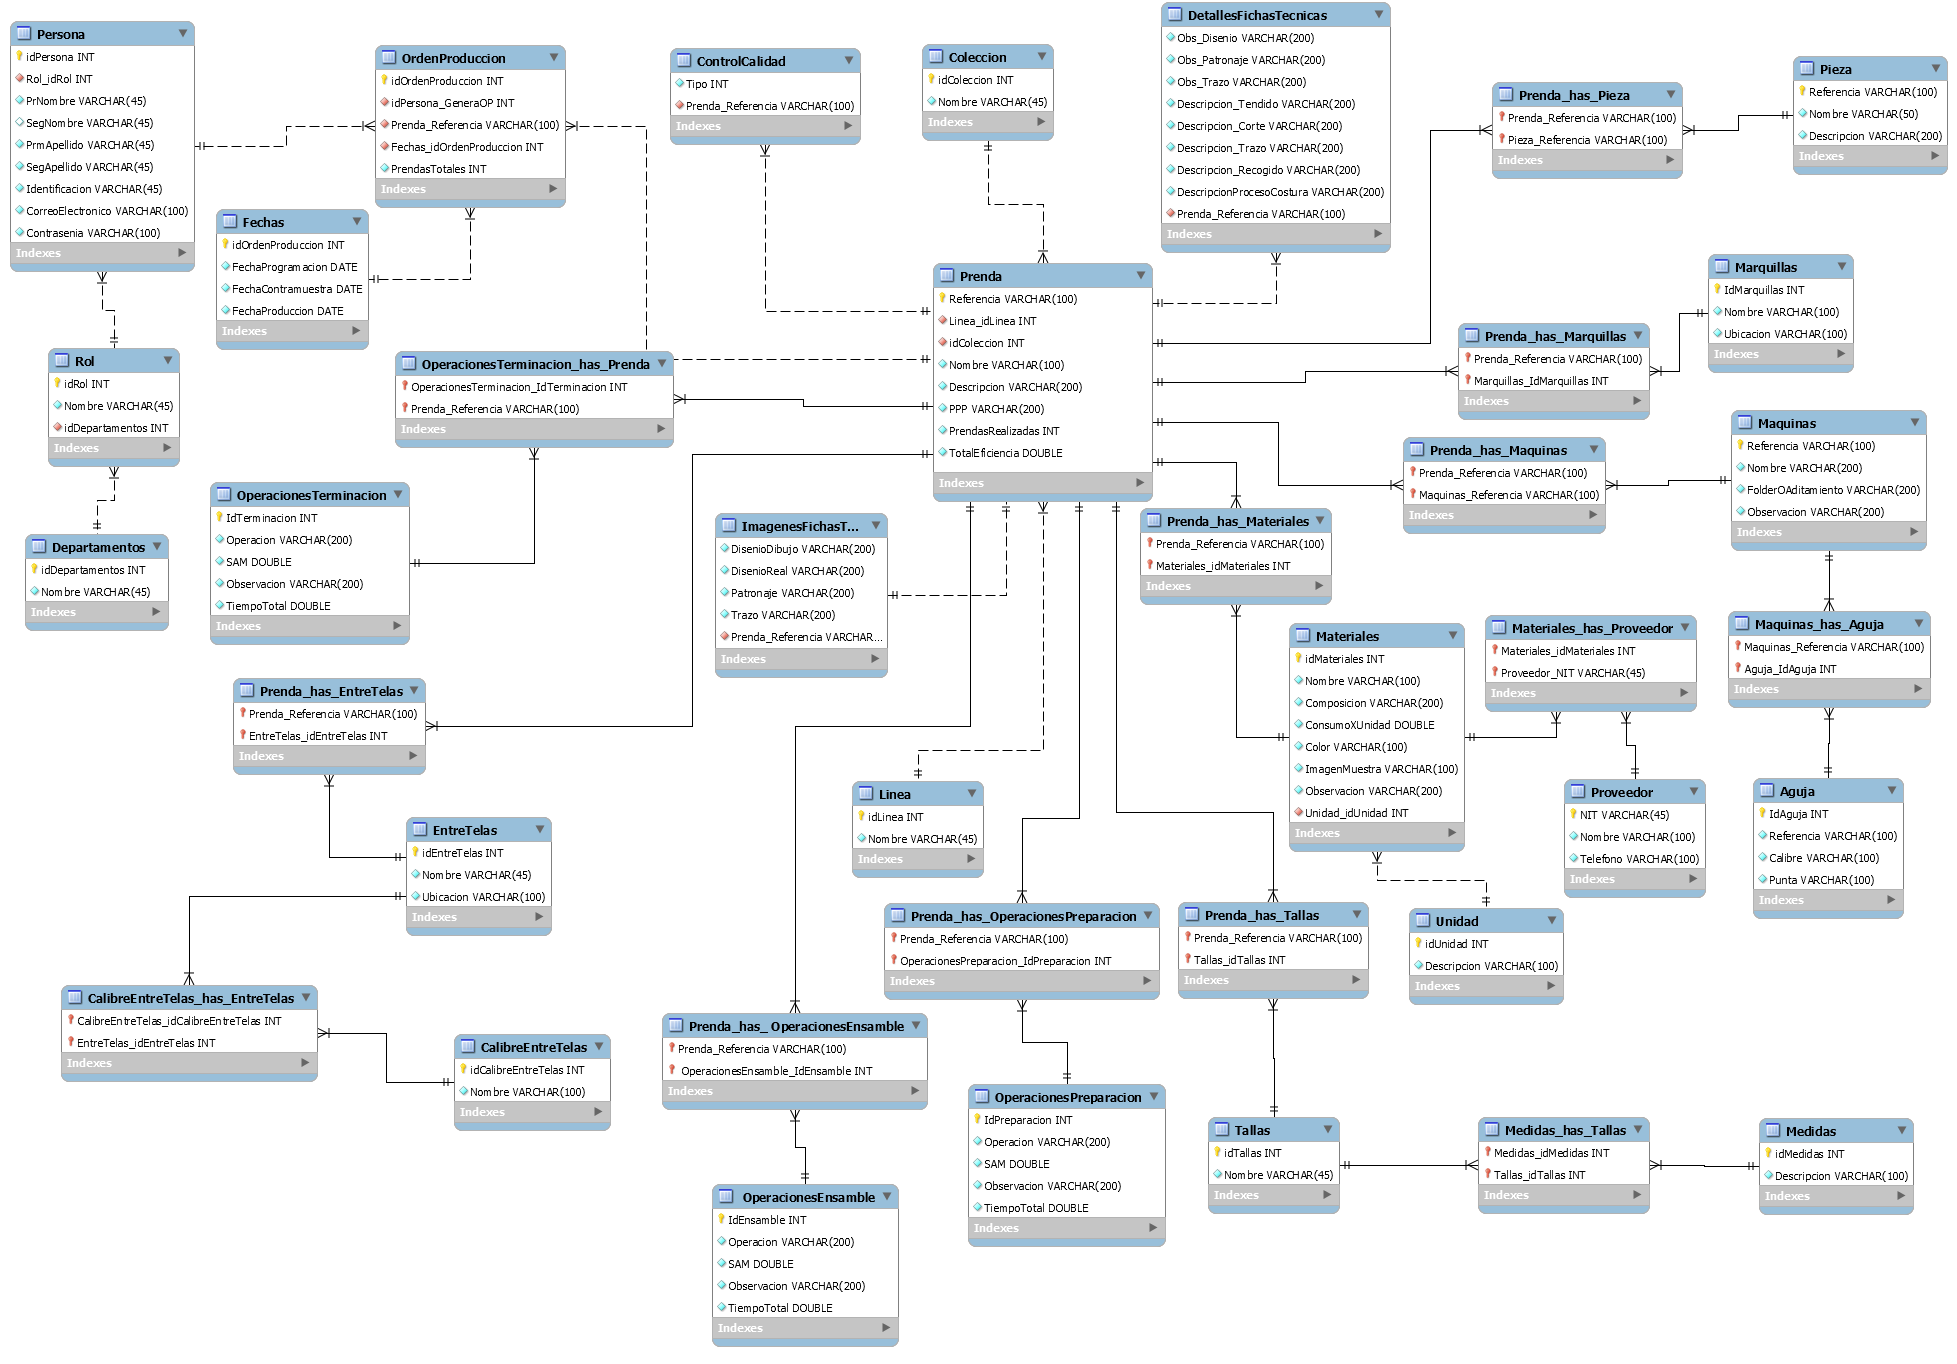 Persona
idPersona INT
Rol_idRol INT
PrNombre VARCHAR(45)
SegNombre VARCHAR(45)
PrmApellido VARCHAR(45)
SegApellido VARCHAR(45)
Identificacion VARCHAR(45)
CorreoElectronico VARCHAR(100)
Contrasenia VARCHAR(100)
Indexes
OrdenProduccion
idOrdenProduccion INT
idPersona_GeneraOP INT
Prenda_Referencia VARCHAR(100)
Fechas_idOrdenProduccion INT
PrendasTotales INT
Indexes
ControlCalidad
Tipo INT
Prenda_Referencia VARCHAR(100)
Indexes
Coleccion
idColeccion INT
Nombre VARCHAR(45)
Indexes
DetallesFichasTecnicas
Obs_Disenio VARCHAR(200)
Obs_Patronaje VARCHAR(200)
Obs_Trazo VARCHAR(200)
Descripcion_Tendido VARCHAR(200)
Descripcion_Corte VARCHAR(200)
Descripcion_Trazo VARCHAR(200)
Descripcion_Recogido VARCHAR(200)
DescripcionProcesoCostura VARCHAR(200)
Prenda_Referencia VARCHAR(100)
Indexes
Prenda_has_Pieza
Prenda_Referencia VARCHAR(100)
Pieza_Referencia VARCHAR(100)
Indexes
Pieza
Referencia VARCHAR(100)
Nombre VARCHAR(50)
Descripcion VARCHAR(200)
Indexes
Fechas
idOrdenProduccion INT
FechaProgramacion DATE
FechaContramuestra DATE
FechaProduccion DATE
Indexes
Prenda
Referencia VARCHAR(100)
Linea_idLinea INT
idColeccion INT
Nombre VARCHAR(100)
Descripcion VARCHAR(200)
PPP VARCHAR(200)
PrendasRealizadas INT
TotalEficiencia DOUBLE
Indexes
Marquillas
IdMarquillas INT
Nombre VARCHAR(100)
Ubicacion VARCHAR(100)
Indexes
Prenda_has_Marquillas
Prenda_Referencia VARCHAR(100)
Marquillas_IdMarquillas INT
Indexes
Rol
idRol INT
Nombre VARCHAR(45)
idDepartamentos INT
Indexes
OperacionesTerminacion_has_Prenda
OperacionesTerminacion_IdTerminacion INT
Prenda_Referencia VARCHAR(100)
Indexes
Prenda_has_Maquinas
Prenda_Referencia VARCHAR(100)
Maquinas_Referencia VARCHAR(100)
Indexes
Maquinas
Referencia VARCHAR(100)
Nombre VARCHAR(200)
FolderOAditamiento VARCHAR(200)
Observacion VARCHAR(200)
Indexes
OperacionesTerminacion
IdTerminacion INT
Operacion VARCHAR(200)
SAM DOUBLE
Observacion VARCHAR(200)
TiempoTotal DOUBLE
Indexes
Departamentos
idDepartamentos INT
Nombre VARCHAR(45)
Indexes
ImagenesFichasT...
DisenioDibujo VARCHAR(200)
DisenioReal VARCHAR(200)
Patronaje VARCHAR(200)
Trazo VARCHAR(200)
Prenda_Referencia VARCHAR...
Indexes
Prenda_has_Materiales
Prenda_Referencia VARCHAR(100)
Materiales_idMateriales INT
Indexes
Materiales
idMateriales INT
Nombre VARCHAR(100)
Composicion VARCHAR(200)
ConsumoXUnidad DOUBLE
Color VARCHAR(100)
ImagenMuestra VARCHAR(100)
Observacion VARCHAR(200)
Unidad_idUnidad INT
Indexes
Materiales_has_Proveedor
Materiales_idMateriales INT
Proveedor_NIT VARCHAR(45)
Indexes
Maquinas_has_Aguja
Maquinas_Referencia VARCHAR(100)
Aguja_IdAguja INT
Indexes
Prenda_has_EntreTelas
Prenda_Referencia VARCHAR(100)
EntreTelas_idEntreTelas INT
Indexes
Linea
idLinea INT
Nombre VARCHAR(45)
Indexes
Proveedor
NIT VARCHAR(45)
Nombre VARCHAR(100)
Telefono VARCHAR(100)
Indexes
Aguja
IdAguja INT
Referencia VARCHAR(100)
Calibre VARCHAR(100)
Punta VARCHAR(100)
Indexes
EntreTelas
idEntreTelas INT
Nombre VARCHAR(45)
Ubicacion VARCHAR(100)
Indexes
Prenda_has_OperacionesPreparacion
Prenda_Referencia VARCHAR(100)
OperacionesPreparacion_IdPreparacion INT
Indexes
Prenda_has_Tallas
Prenda_Referencia VARCHAR(100)
Tallas_idTallas INT
Indexes
Unidad
idUnidad INT
Descripcion VARCHAR(100)
Indexes
CalibreEntreTelas_has_EntreTelas
CalibreEntreTelas_idCalibreEntreTelas INT
EntreTelas_idEntreTelas INT
Indexes
CalibreEntreTelas
idCalibreEntreTelas INT
Nombre VARCHAR(100)
Indexes
Prenda_has_ OperacionesEnsamble
Prenda_Referencia VARCHAR(100)
OperacionesEnsamble_IdEnsamble INT
Indexes
OperacionesPreparacion
IdPreparacion INT
Operacion VARCHAR(200)
SAM DOUBLE
Observacion VARCHAR(200)
TiempoTotal DOUBLE
Indexes
Tallas
idTallas INT
Nombre VARCHAR(45)
Indexes
Medidas_has_Tallas
Medidas_idMedidas INT
Tallas_idTallas INT
Indexes
Medidas
idMedidas INT
Descripcion VARCHAR(100)
Indexes
OperacionesEnsamble
IdEnsamble INT
Operacion VARCHAR(200)
SAM DOUBLE
Observacion VARCHAR(200)
TiempoTotal DOUBLE
Indexes